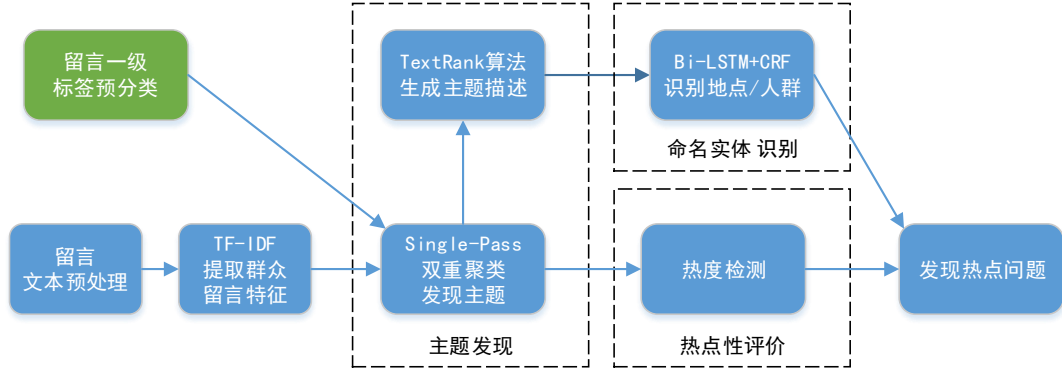 留言一级
标签预分类
TextRank算法
生成主题描述
Bi-LSTM+CRF
识别地点/人群
命名实体 识别
留言
文本预处理
TF-IDF
提取群众
留言特征
Single-Pass
双重聚类
发现主题
热度检测
发现热点问题
主题发现
热点性评价